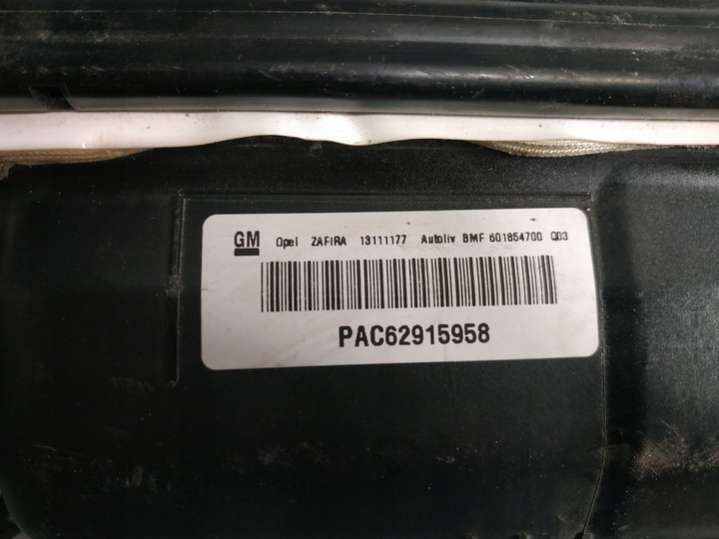 GM Opel ZAFIRA 13111177 Autoliv BMF 601854700 Q03
PAC62915958